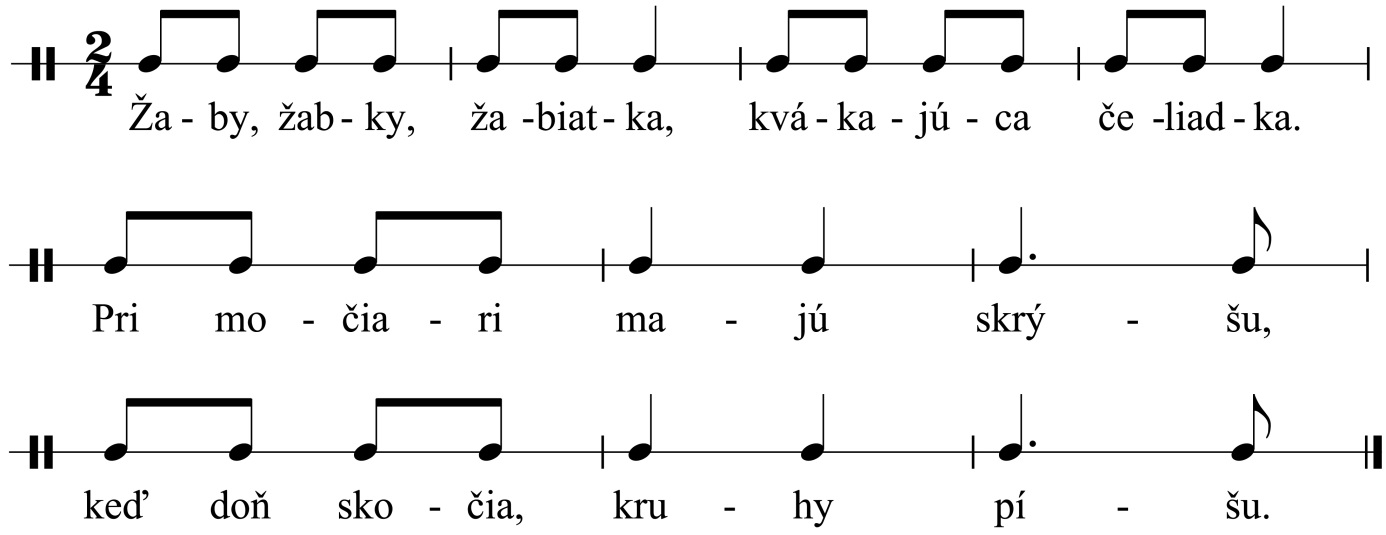 2
4
Ža - by, žab - ky, ža - biat - ka, kvá - ka - jú - ca če - liad - ka.
Pri mo - čia - ri ma - jú skrý - šu,
keď doň sko - čia, kru - hy pí - šu.